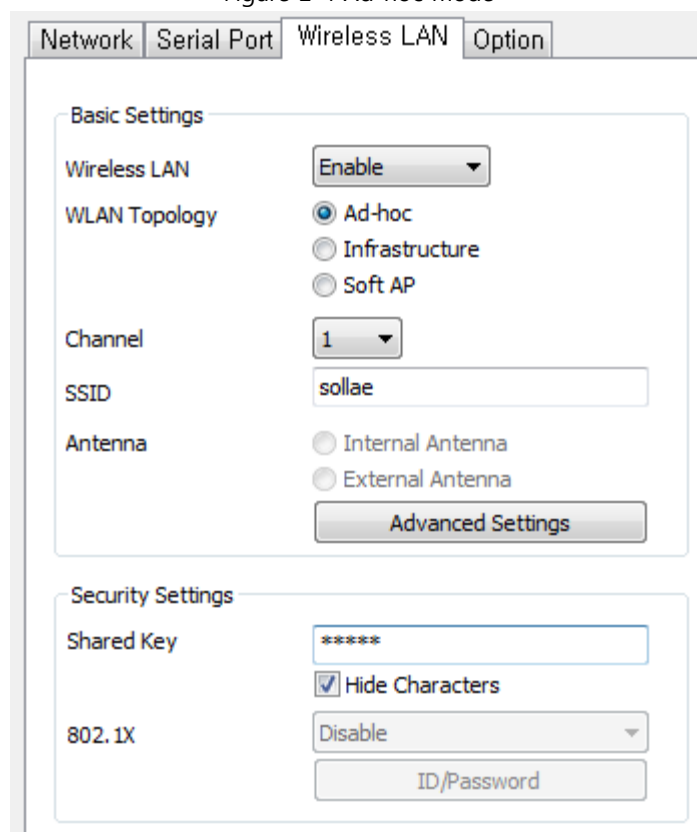 Network Serial Port Wireless LAN Option
Basic Settings
Wireless LAN Enable
WLAN Topology Ad-hoc
Infrastructure
Soft AP
Channel 1
SSID sollae
Antenna Internal Antenna
External Antenna
Advanced Settings
Security Settings
Shared Key *****
Hide Characters
802.1X Disable
ID/Password